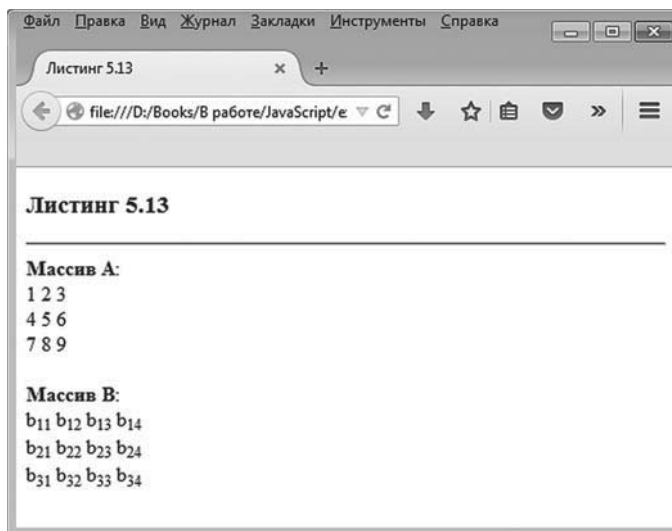 Файл Правка Вид Журнал Закладки Инструменты Справка
Листинг 5.13
file:///D:/Books/В работе/JavaScript/e
Листинг 5.13
Массив A:
1 2 3
4 5 6
7 8 9
Массив B:
b11 b12 b13 b14
b21 b22 b23 b24
b31 b32 b33 b34